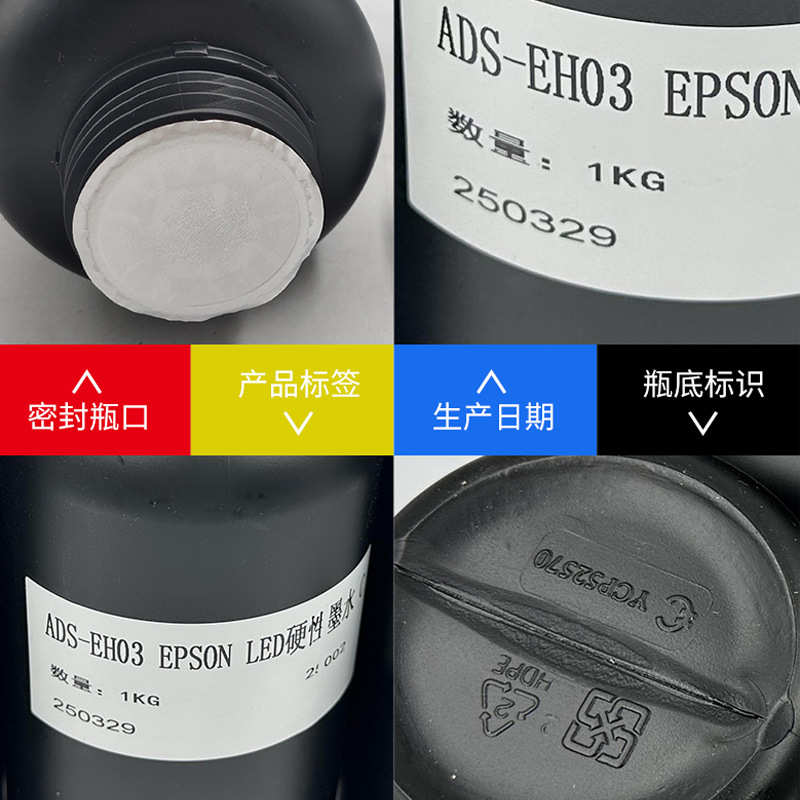 ADS-EH03 EPSON
数量: 1KG
250329
密封瓶口
产品标签
生产日期
瓶底标识
ADS-EH03 EPSON LED硬性墨水 C
数量: 1KG
250329
YCP52570
2
HDPE